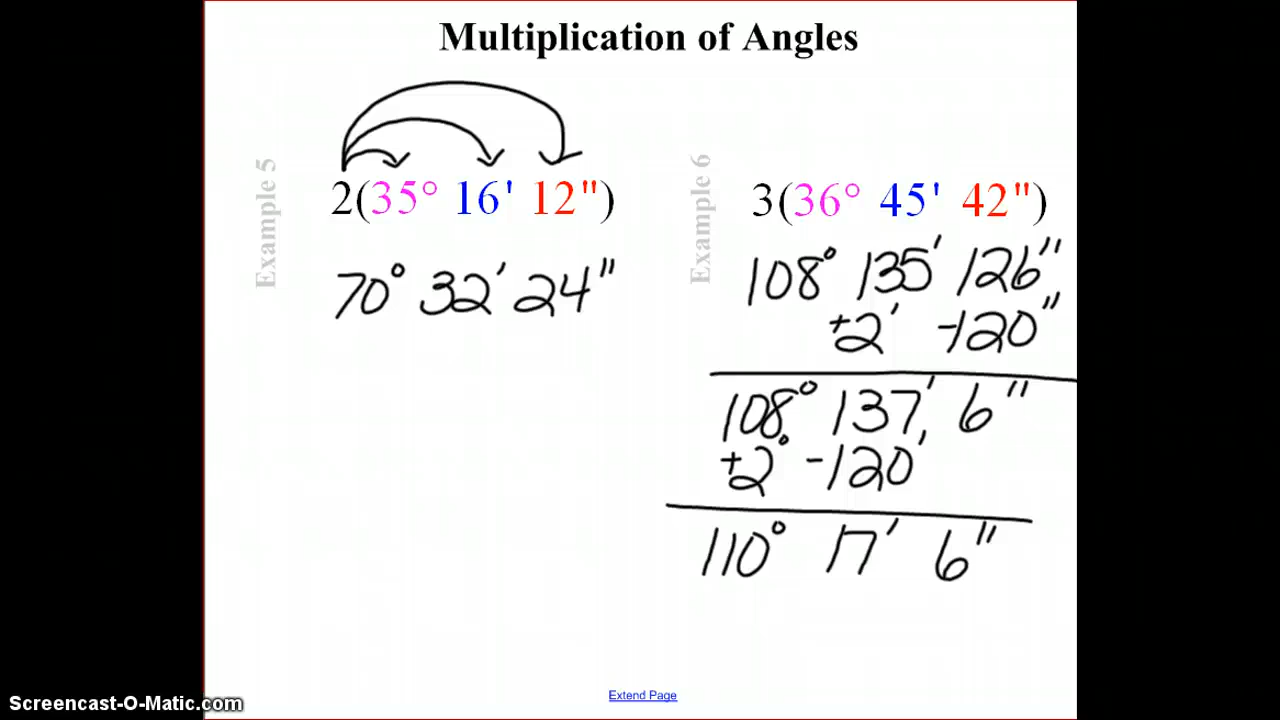 Multiplication of Angles
Example 5
2(35° 16' 12")
70° 32' 24"
Example 6
3(36° 45' 42")
108° 135' 126"
+2' -120"
108° 137' 6"
+2° -120'
110° 17' 6"
Extend Page
Screencast-O-Matic.com